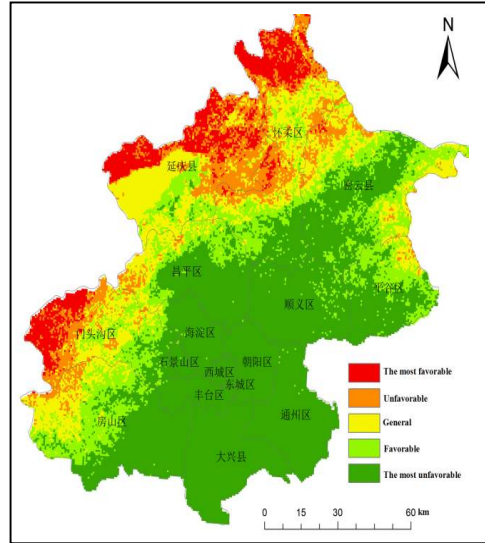 N
怀柔区
延庆县
密云县
昌平区
平谷区
顺义区
门头沟区
海淀区
石景山区
朝阳区
西城区
东城区
丰台区
通州区
房山区
大兴县
The most favorable
Unfavorable
General
Favorable
The most unfavorable
0 15 30 60 km